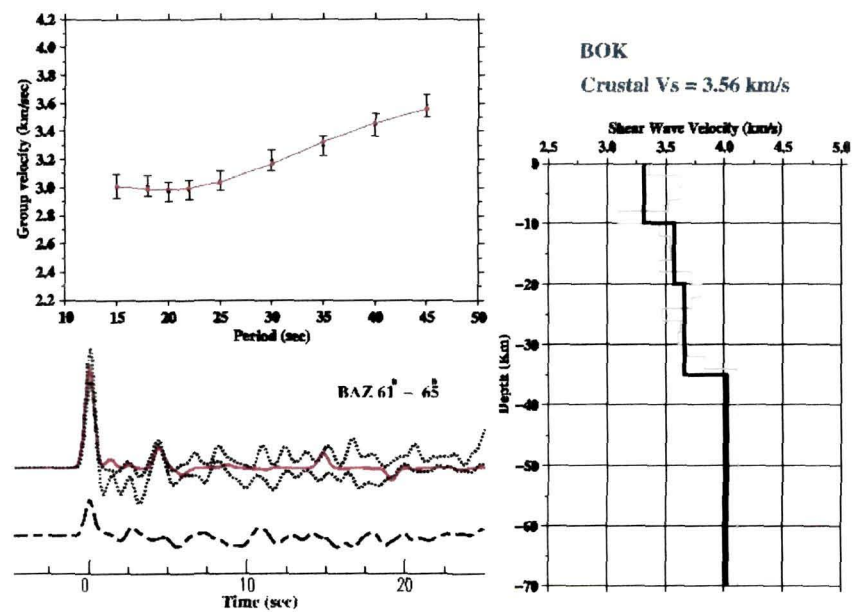 4.2
4.0
3.8
3.6
3.4
3.2
3.0
2.8
2.6
2.4
2.2
Group velocity (km/sec)
10 15 20 25 30 35 40 45 50
Period (sec)
BAZ 61° – 65°
0 10 20
Time (sec)
BOK
Crustal Vs = 3.56 km/s
Shear Wave Velocity (km/s)
2.5 3.0 3.5 4.0 4.5 5.0
0
-10
-20
-30
-40
-50
-60
-70
Depth (Km)